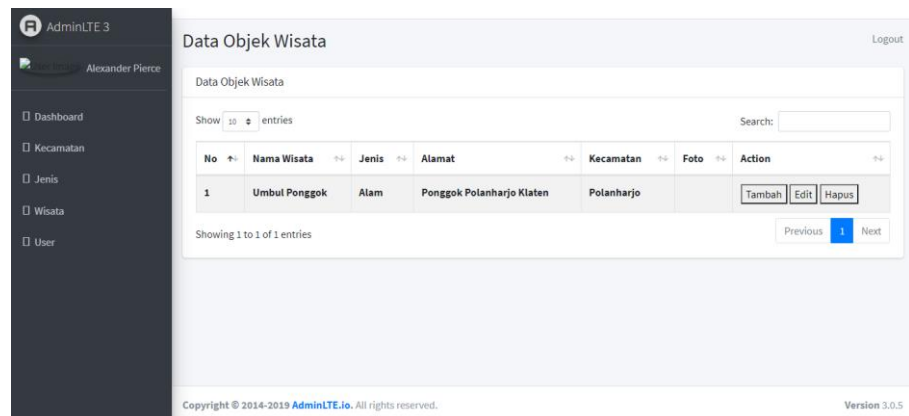 AdminLTE 3
Alexander Pierce
Dashboard
Kecamatan
Jenis
Wisata
User
Data Objek Wisata
Logout
Data Objek Wisata
Show 10 entries
Search:
No Nama Wisata Jenis Alamat Kecamatan Foto Action
1 Umbul Ponggok Alam Ponggok Polanharjo Klaten Polanharjo Tambah Edit Hapus
Showing 1 to 1 of 1 entries
Previous 1 Next
Copyright © 2014-2019 AdminLTE.io. All rights reserved.
Version 3.0.5